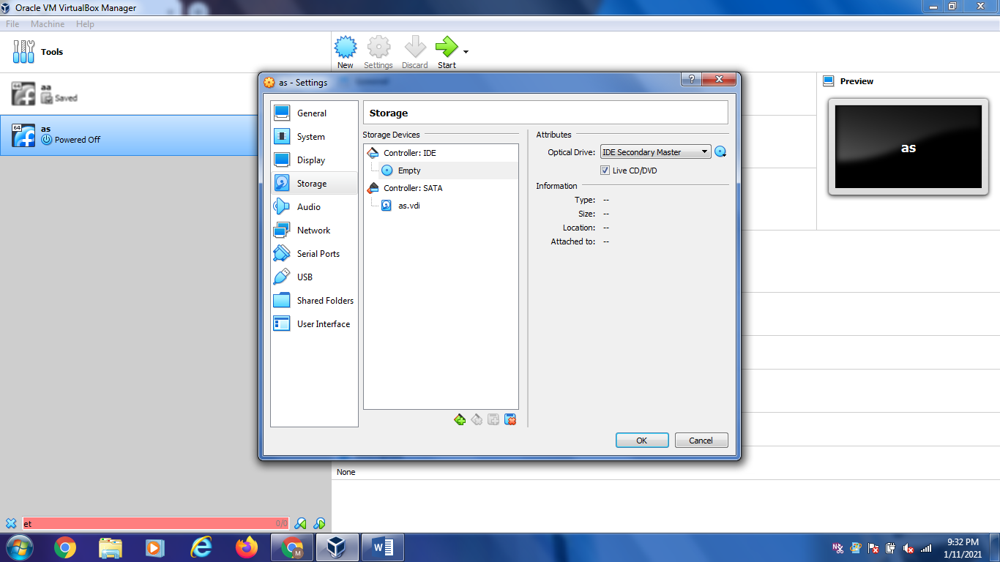 Oracle VM VirtualBox Manager
File Machine Help
Tools
New Settings Discard Start
64 aa
Saved
64 as
Powered Off
as - Settings
General
System
Display
Storage
Audio
Network
Serial Ports
USB
Shared Folders
User Interface
Storage
Storage Devices
Controller: IDE
Empty
Controller: SATA
as.vdi
Attributes
Optical Drive: IDE Secondary Master
Live CD/DVD
Information
Type: --
Size: --
Location: --
Attached to: --
OK Cancel
Preview
as
None
et 0/0
M
W
9:32 PM
1/11/2021